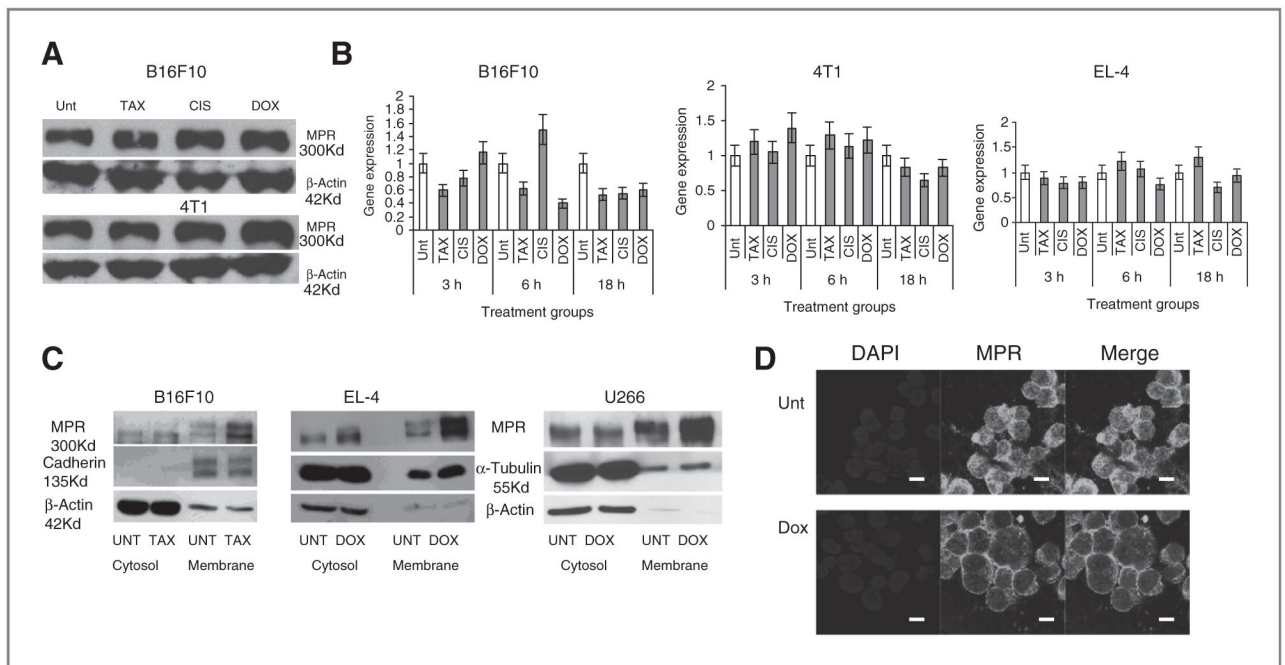 A
B16F10
Unt TAX CIS DOX
MPR
300Kd
β-Actin
42Kd
4T1
MPR
300Kd
β-Actin
42Kd
B
B16F10
Gene expression
2
1.8
1.6
1.4
1.2
1
0.8
0.6
0.4
0.2
0
Unt TAX CIS DOX Unt TAX CIS DOX Unt TAX CIS DOX
3 h 6 h 18 h
Treatment groups
4T1
Gene expression
2
1.5
1
0.5
0
Unt TAX CIS DOX Unt TAX CIS DOX Unt TAX CIS DOX
3 h 6 h 18 h
Treatment groups
EL-4
Gene expression
2
1.5
1
0.5
0
Unt TAX CIS DOX Unt TAX CIS DOX Unt TAX CIS DOX
3 h 6 h 18 h
Treatment groups
C
B16F10
MPR
300Kd
Cadherin
135Kd
β-Actin
42Kd
UNT TAX UNT TAX
Cytosol Membrane
EL-4
UNT DOX UNT DOX
Cytosol Membrane
U266
MPR
α-Tubulin
55Kd
β-Actin
UNT DOX UNT DOX
Cytosol Membrane
D
DAPI MPR Merge
Unt
Dox